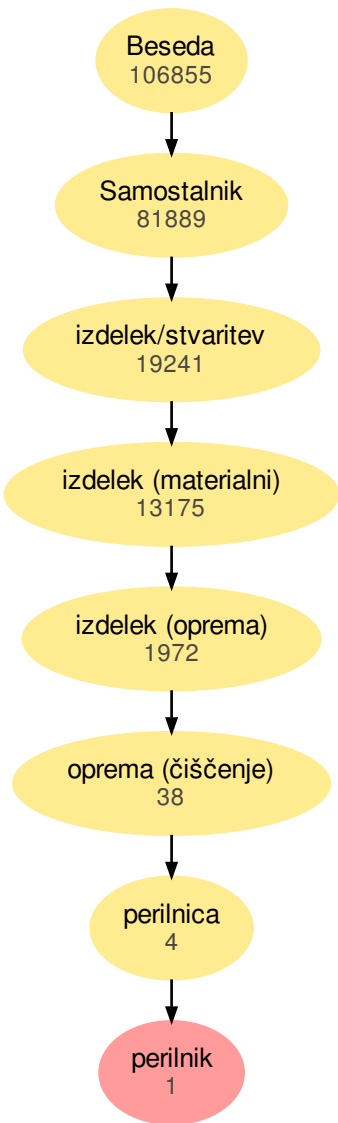 Beseda
106855
Samostalnik
81889
izdelek/stvaritev
19241
izdelek (materialni)
13175
izdelek (oprema)
1972
oprema (čiščenje)
38
perilnica
4
perilnik
1